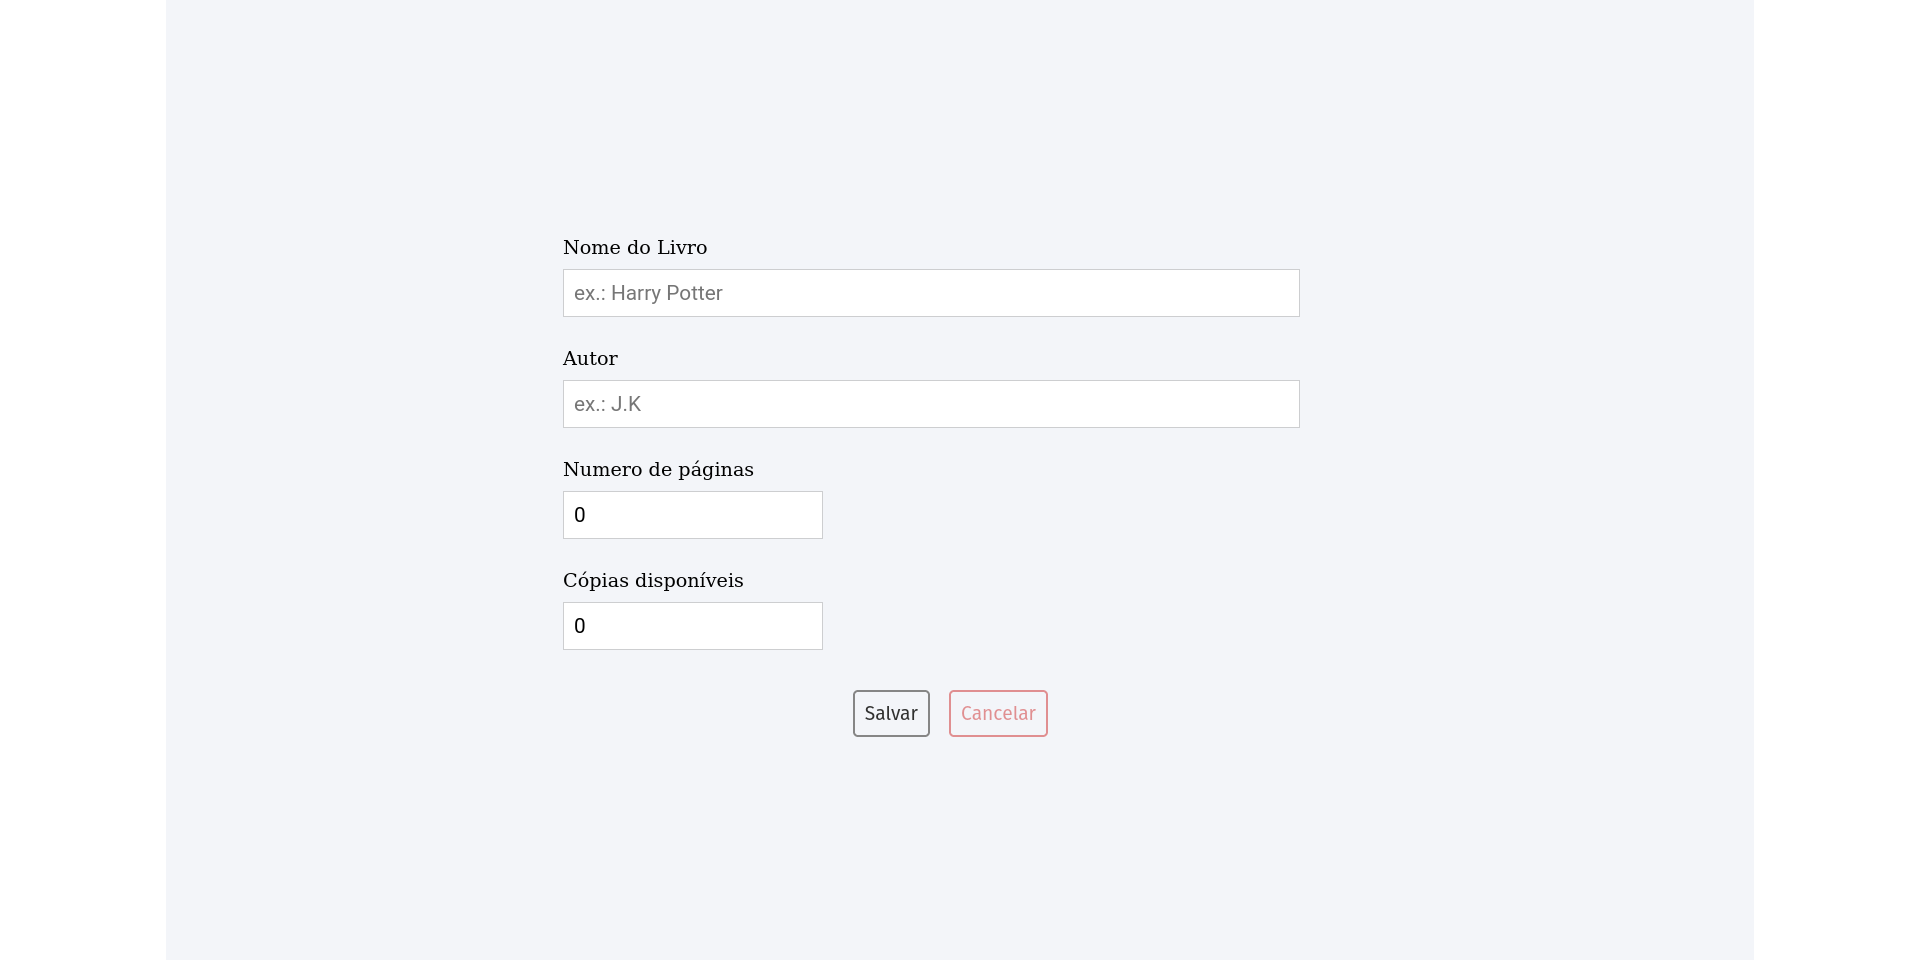 Nome do Livro
ex.: Harry Potter
Autor
ex.: J.K
Numero de páginas
0
Cópias disponíveis
0
Salvar Cancelar